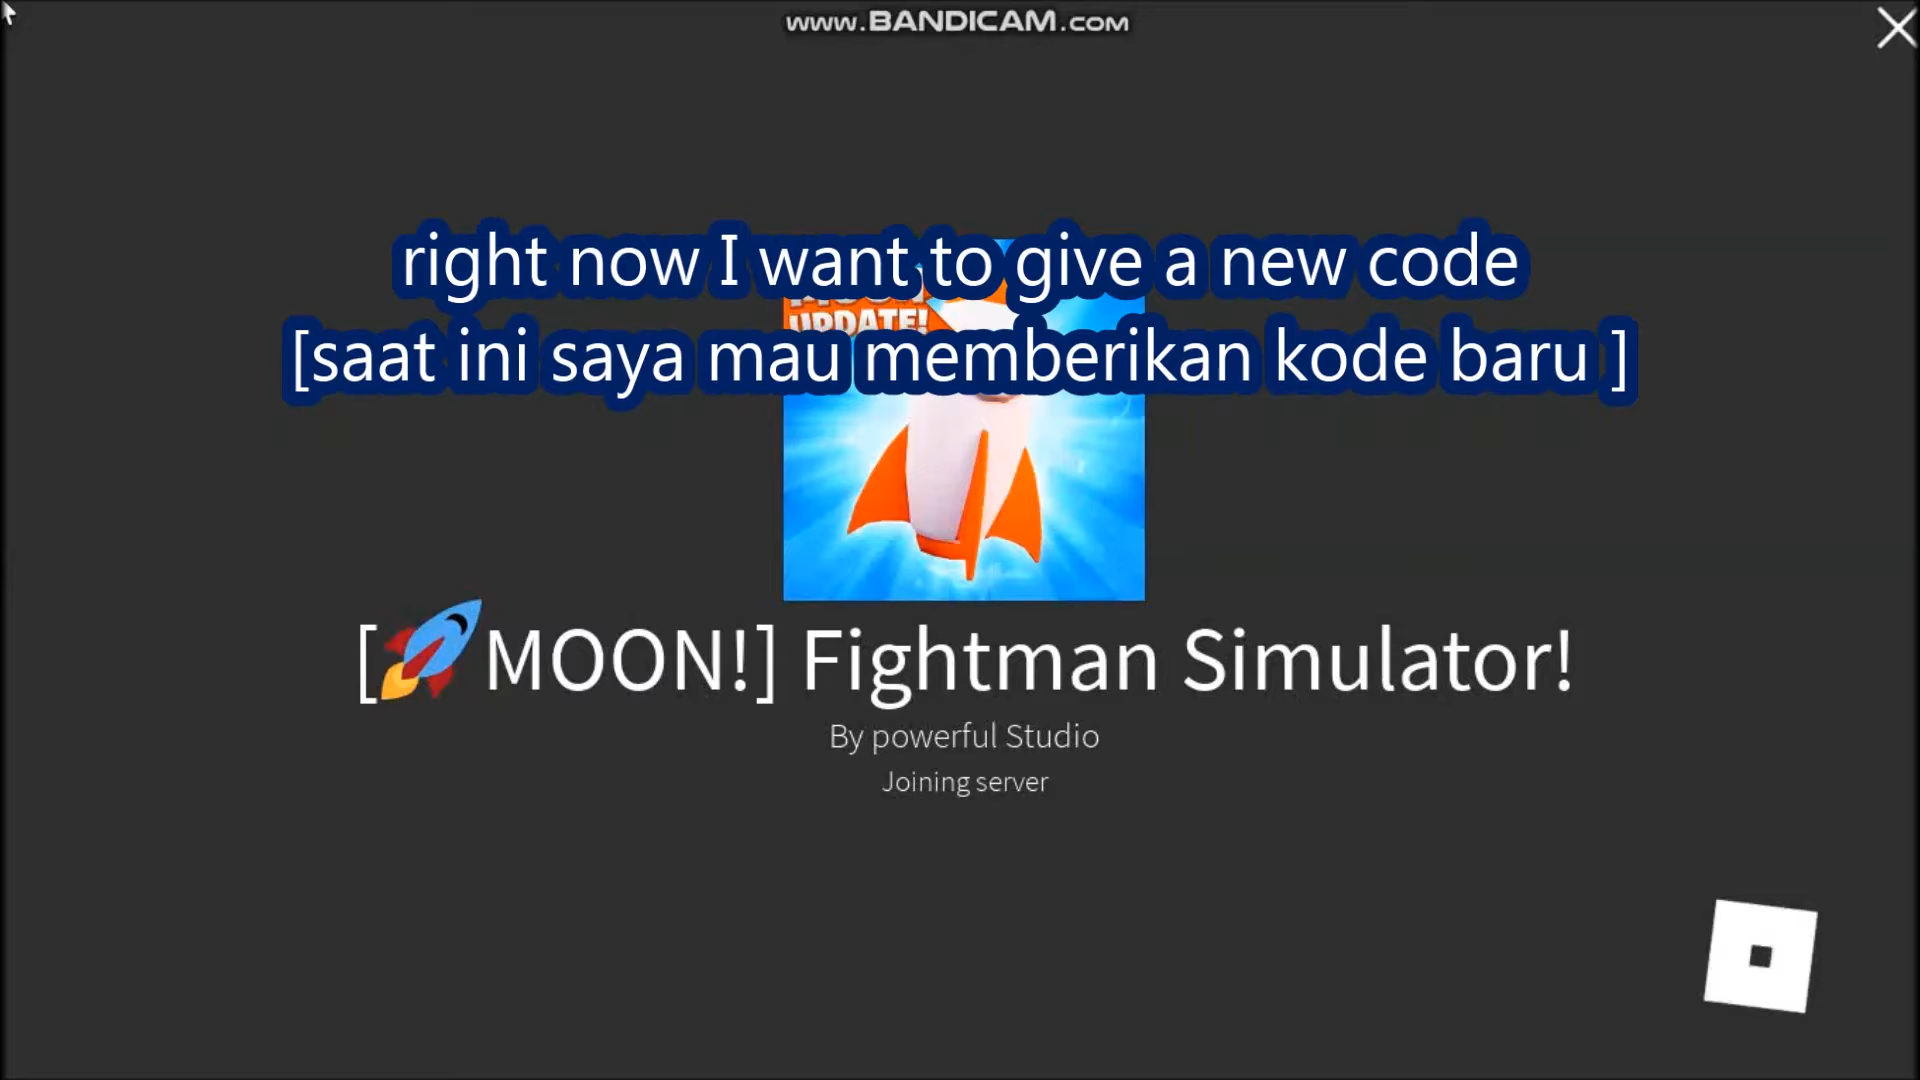 www.BANDICAM.com
right now I want to give a new code
[saat ini saya mau memberikan kode baru ]
UPDATE!
[🚀MOON!] Fightman Simulator!
By powerful Studio
Joining server